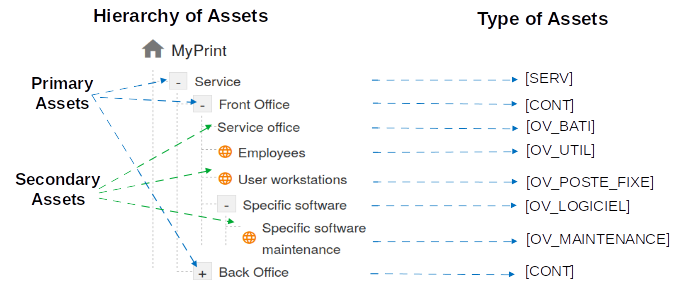 Hierarchy of Assets
Type of Assets
MyPrint
Primary
Assets
- Service
[SERV]
- Front Office
[CONT]
Service office
[OV_BATI]
Employees
[OV_UTIL]
Secondary
Assets
User workstations
[OV_POSTE_FIXE]
- Specific software
[OV_LOGICIEL]
Specific software
maintenance
[OV_MAINTENANCE]
+ Back Office
[CONT]